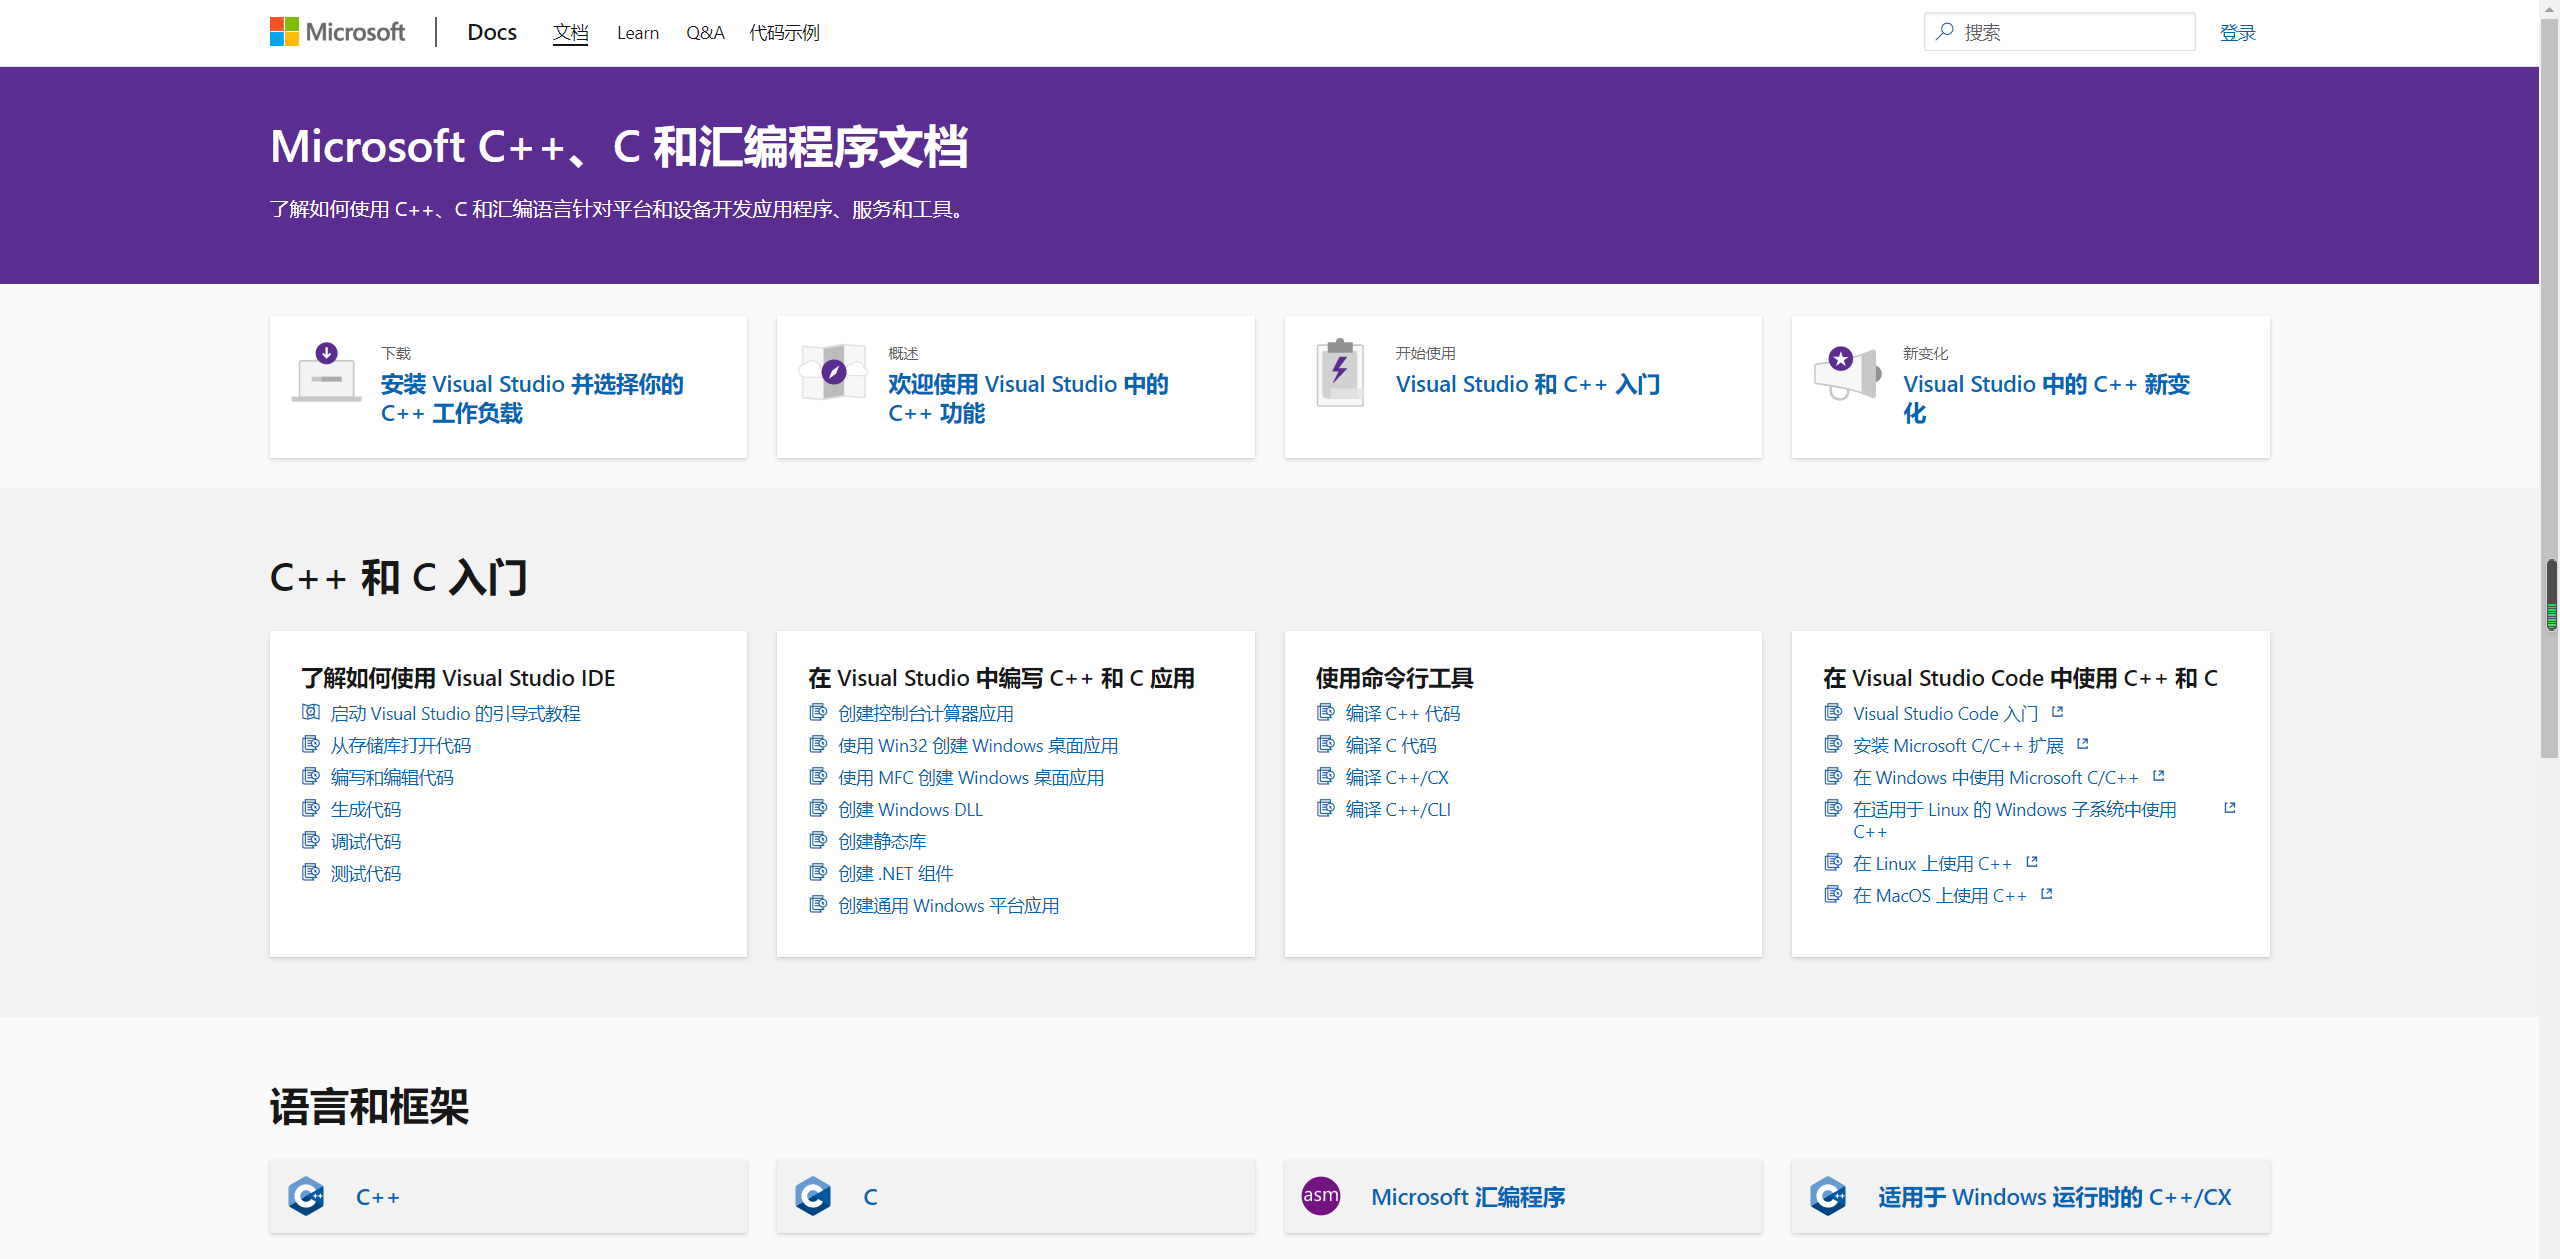 Microsoft
Docs
文档
Learn
Q&A
代码示例
搜索
登录
Microsoft C++、C 和汇编程序文档
了解如何使用 C++、C 和汇编语言针对平台和设备开发应用程序、服务和工具。
下载
安装 Visual Studio 并选择你的
C++ 工作负载
概述
欢迎使用 Visual Studio 中的
C++ 功能
开始使用
Visual Studio 和 C++ 入门
新变化
Visual Studio 中的 C++ 新变
化
C++ 和 C 入门
了解如何使用 Visual Studio IDE
启动 Visual Studio 的引导式教程
从存储库打开代码
编写和编辑代码
生成代码
调试代码
测试代码
在 Visual Studio 中编写 C++ 和 C 应用
创建控制台计算器应用
使用 Win32 创建 Windows 桌面应用
使用 MFC 创建 Windows 桌面应用
创建 Windows DLL
创建静态库
创建 .NET 组件
创建通用 Windows 平台应用
使用命令行工具
编译 C++ 代码
编译 C 代码
编译 C++/CX
编译 C++/CLI
在 Visual Studio Code 中使用 C++ 和 C
Visual Studio Code 入门
安装 Microsoft C/C++ 扩展
在 Windows 中使用 Microsoft C/C++
在适用于 Linux 的 Windows 子系统中使用
C++
在 Linux 上使用 C++
在 MacOS 上使用 C++
语言和框架
C++
C
asm
Microsoft 汇编程序
适用于 Windows 运行时的 C++/CX